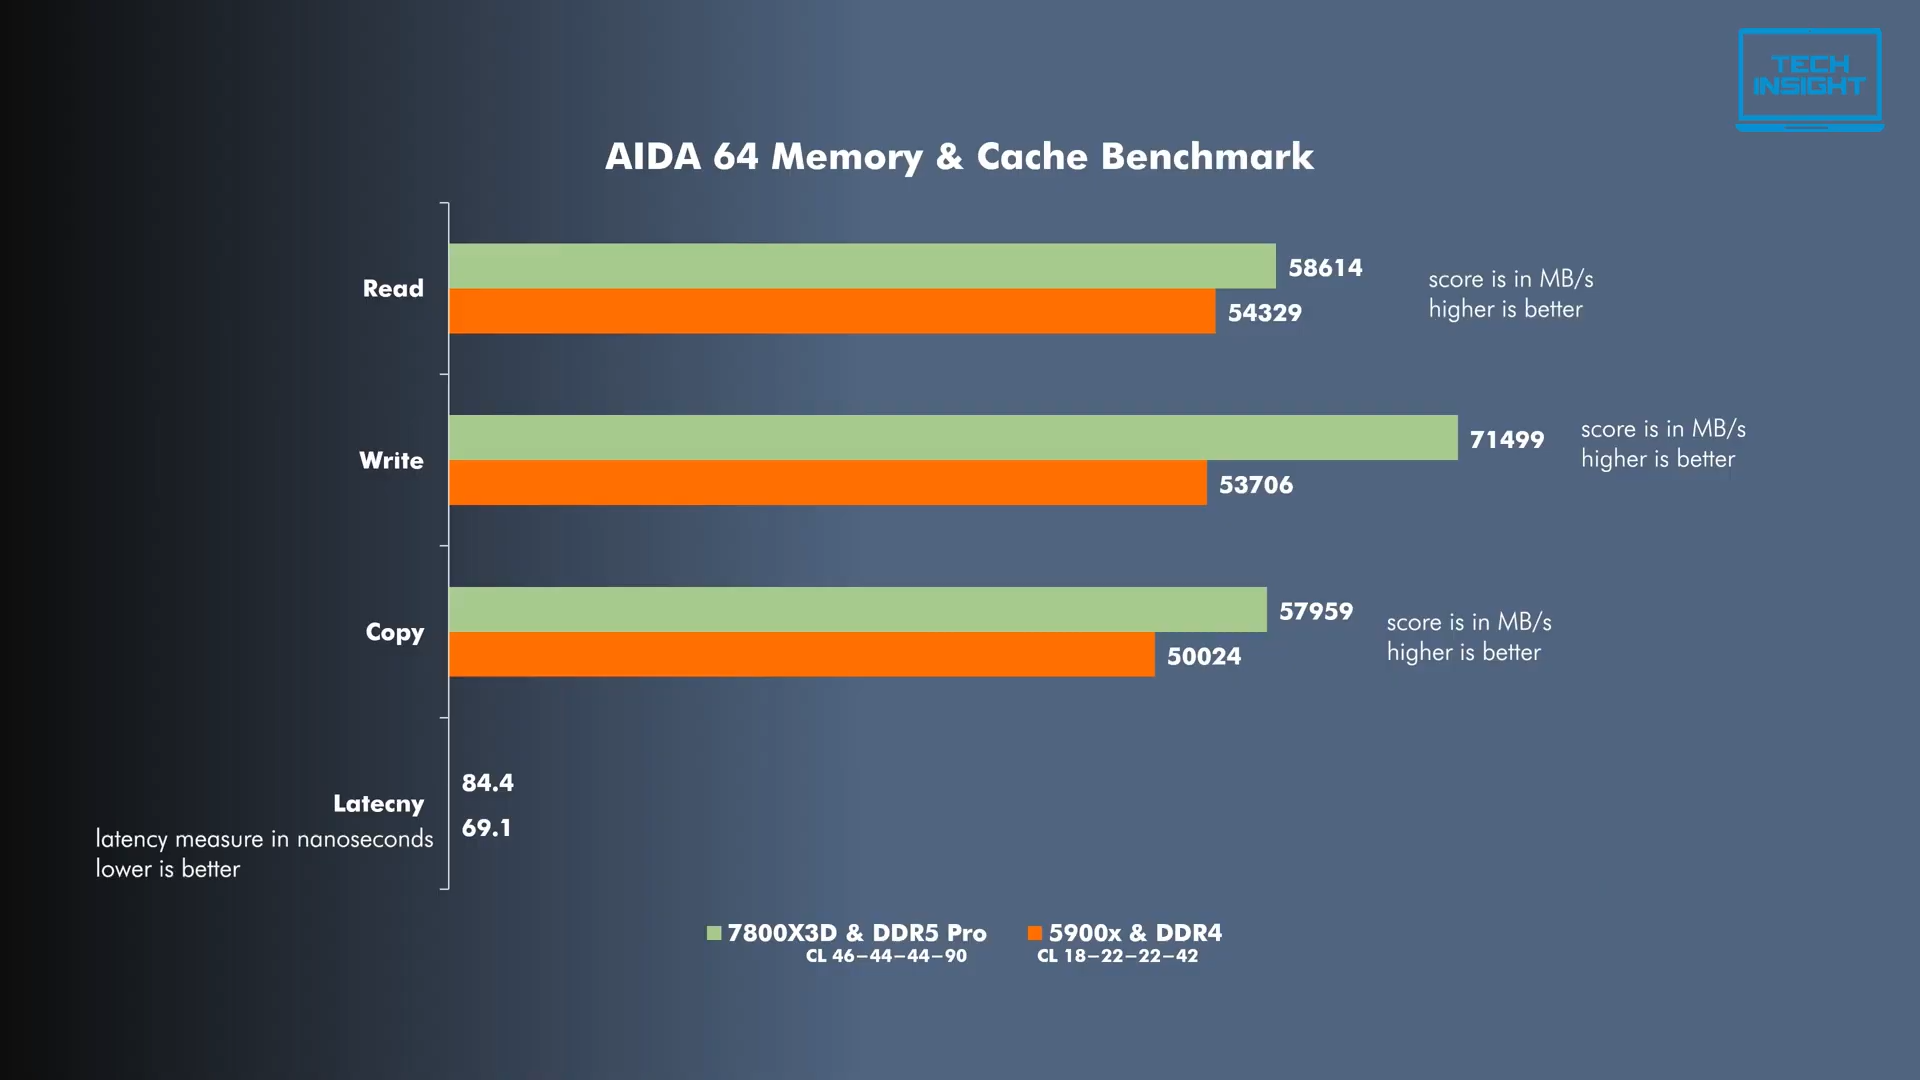 TECH
INSIGHT
AIDA 64 Memory & Cache Benchmark
Read
58614
54329
score is in MB/s
higher is better
Write
71499
53706
score is in MB/s
higher is better
Copy
57959
50024
score is in MB/s
higher is better
Latecny
84.4
69.1
latency measure in nanoseconds
lower is better
7800X3D & DDR5 Pro
CL 46-44-44-90
5900x & DDR4
CL 18-22-22-42